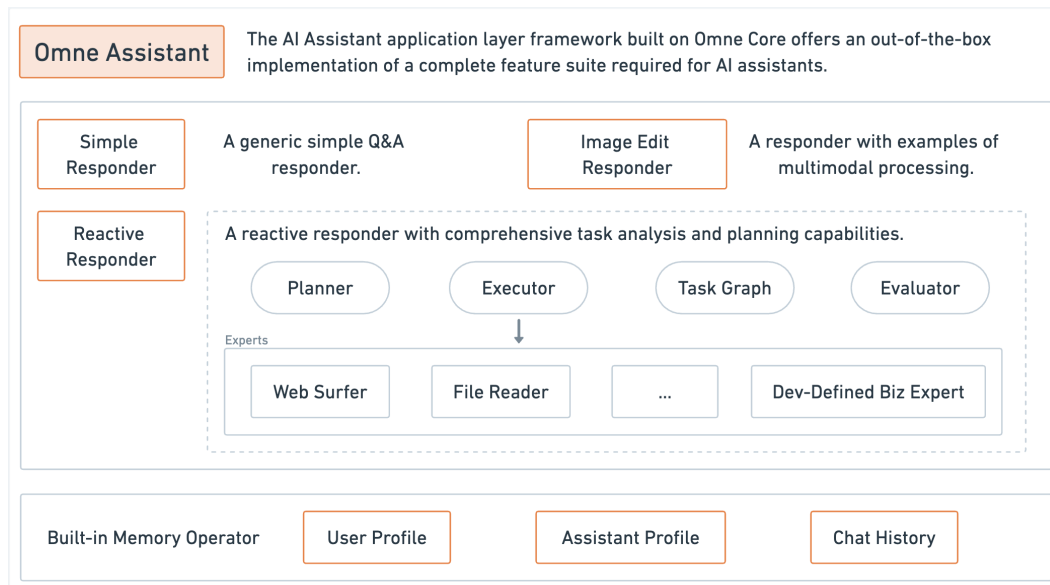 Omne Assistant
The AI Assistant application layer framework built on Omne Core offers an out-of-the-box
implementation of a complete feature suite required for AI assistants.
Simple
Responder
A generic simple Q&A
responder.
Image Edit
Responder
A responder with examples of
multimodal processing.
Reactive
Responder
A reactive responder with comprehensive task analysis and planning capabilities.
Planner
Executor
Task Graph
Evaluator
Experts
Web Surfer
File Reader
...
Dev-Defined Biz Expert
Built-in Memory Operator
User Profile
Assistant Profile
Chat History